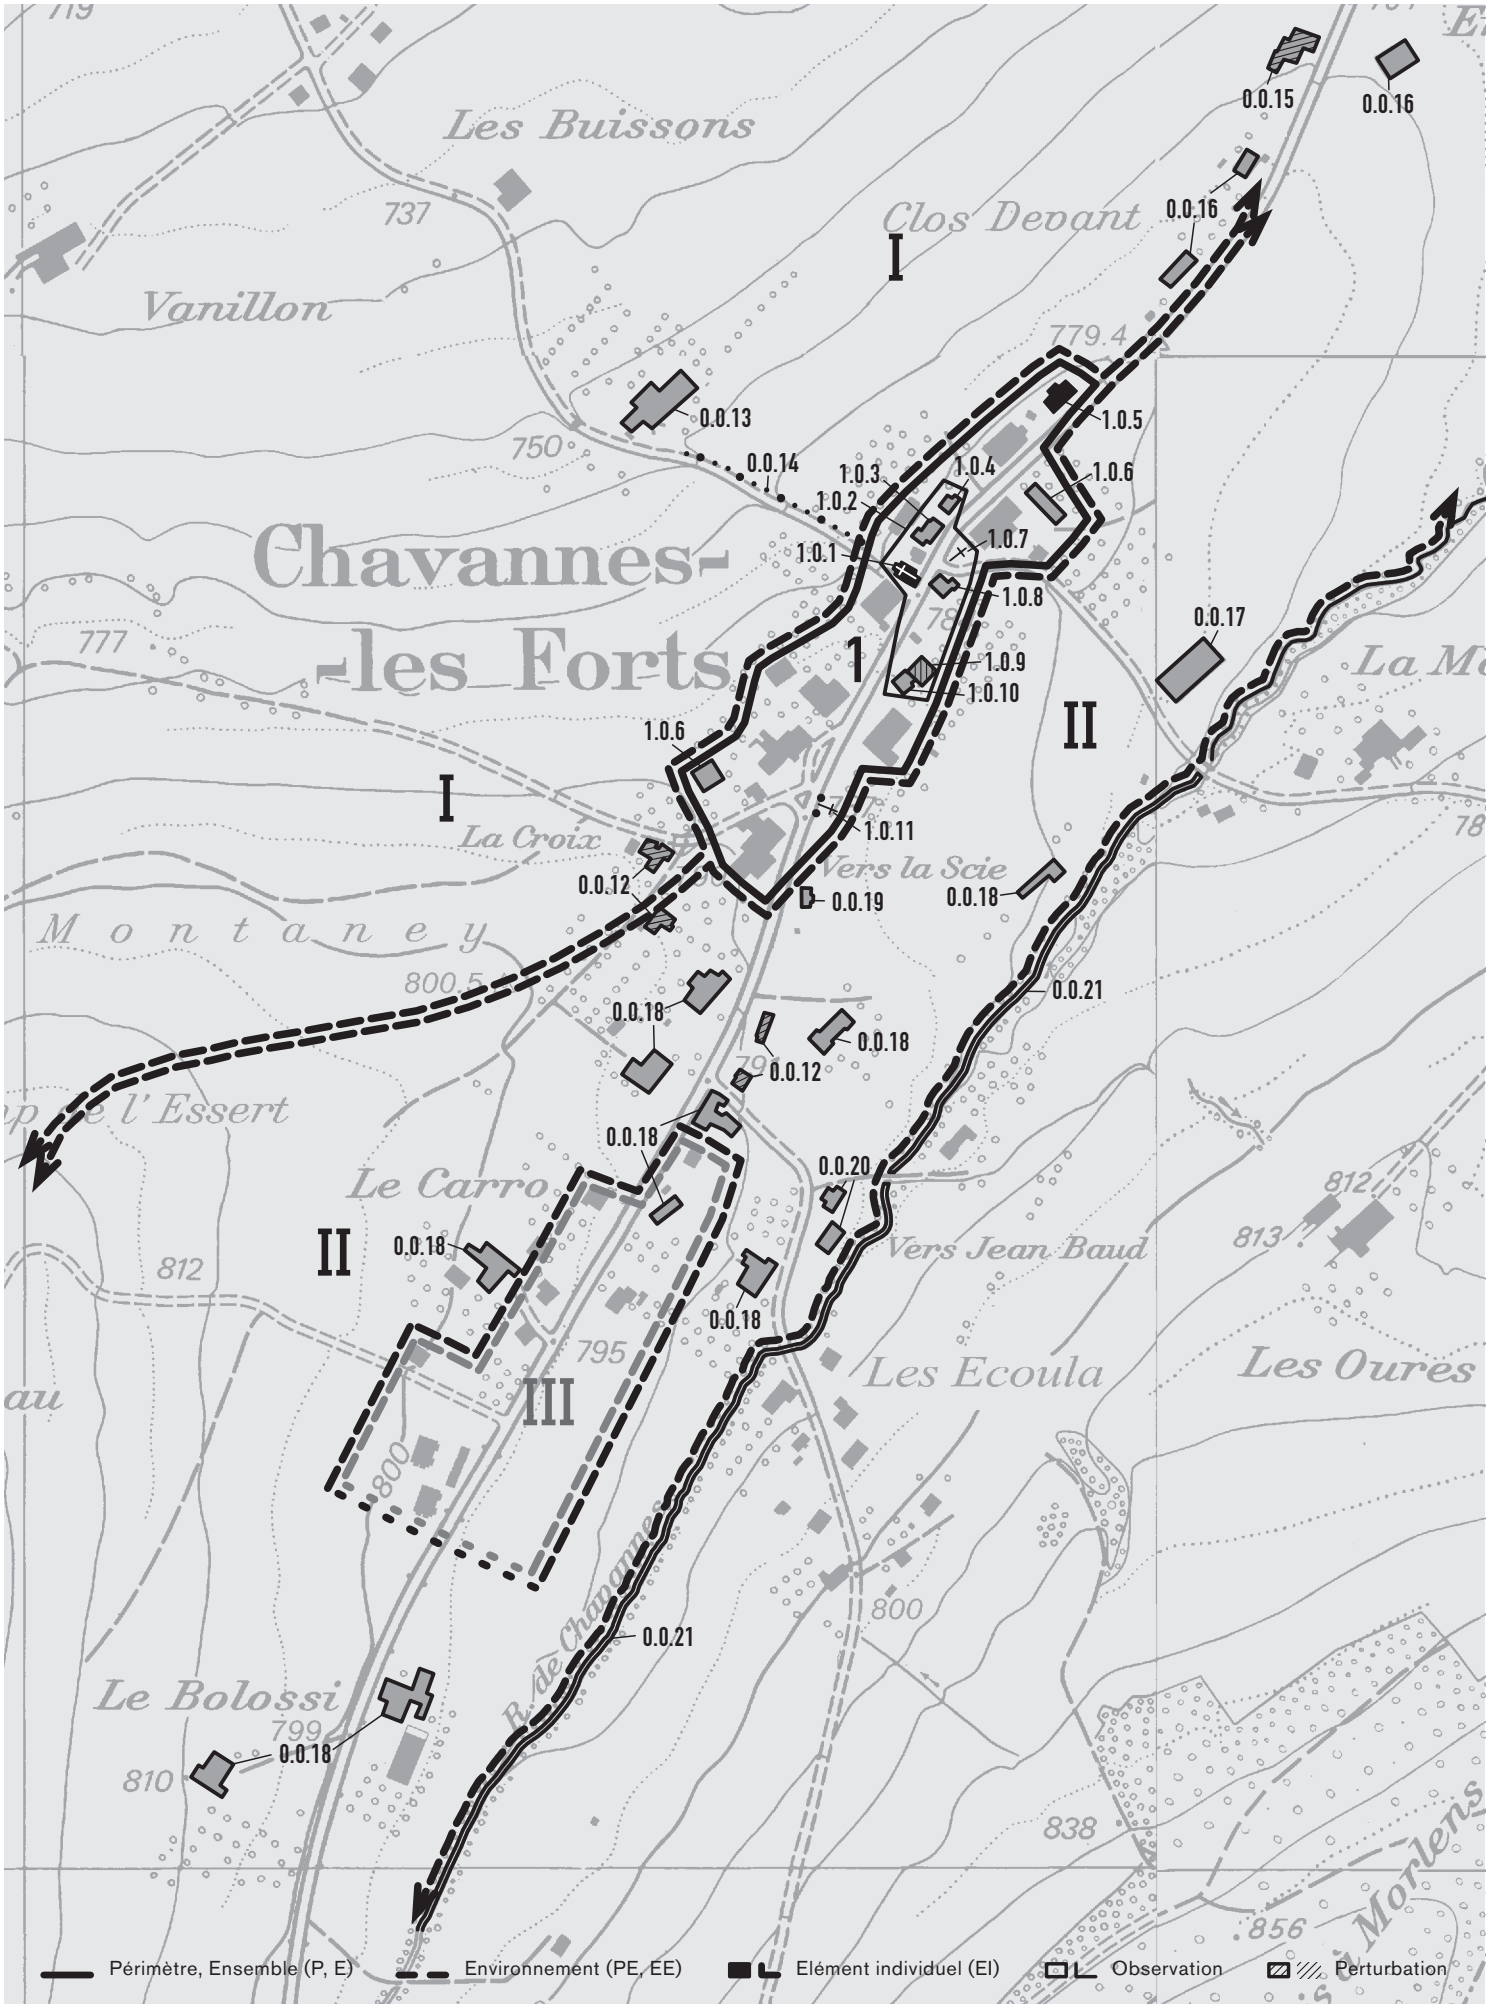 719
Les Buissons
0.0.15
0.0.16
737
0.0.16
Clos Devant
I
Vanillon
779.4
0.0.13
1.0.5
750
0.0.14
1.0.3
1.0.4
1.0.6
1.0.2
Chavannes-
1.0.7
1.0.1
1.0.8
0.0.17
777
-les Forts
1
1.0.9
La Mo
1.0.10
1.0.6
II
I
La Croix
1.0.11
78
Vers la Scie
0.0.12
0.0.18
0.0.19
Montaney
800.5
0.0.21
0.0.18
0.0.18
791
0.0.12
p de l'Essert
0.0.18
0.0.20
Le Carro
812
II
0.0.18
Vers Jean Baud
813
812
0.0.18
795
Les Ecoula
Les Oures
au
III
800
800
R. de Chavannes
0.0.21
Le Bolossi
799
0.0.18
810
838
856
s à Morlens
Périmètre, Ensemble (P, E)
Environnement (PE, EE)
Elément individuel (EI)
Observation
Perturbation